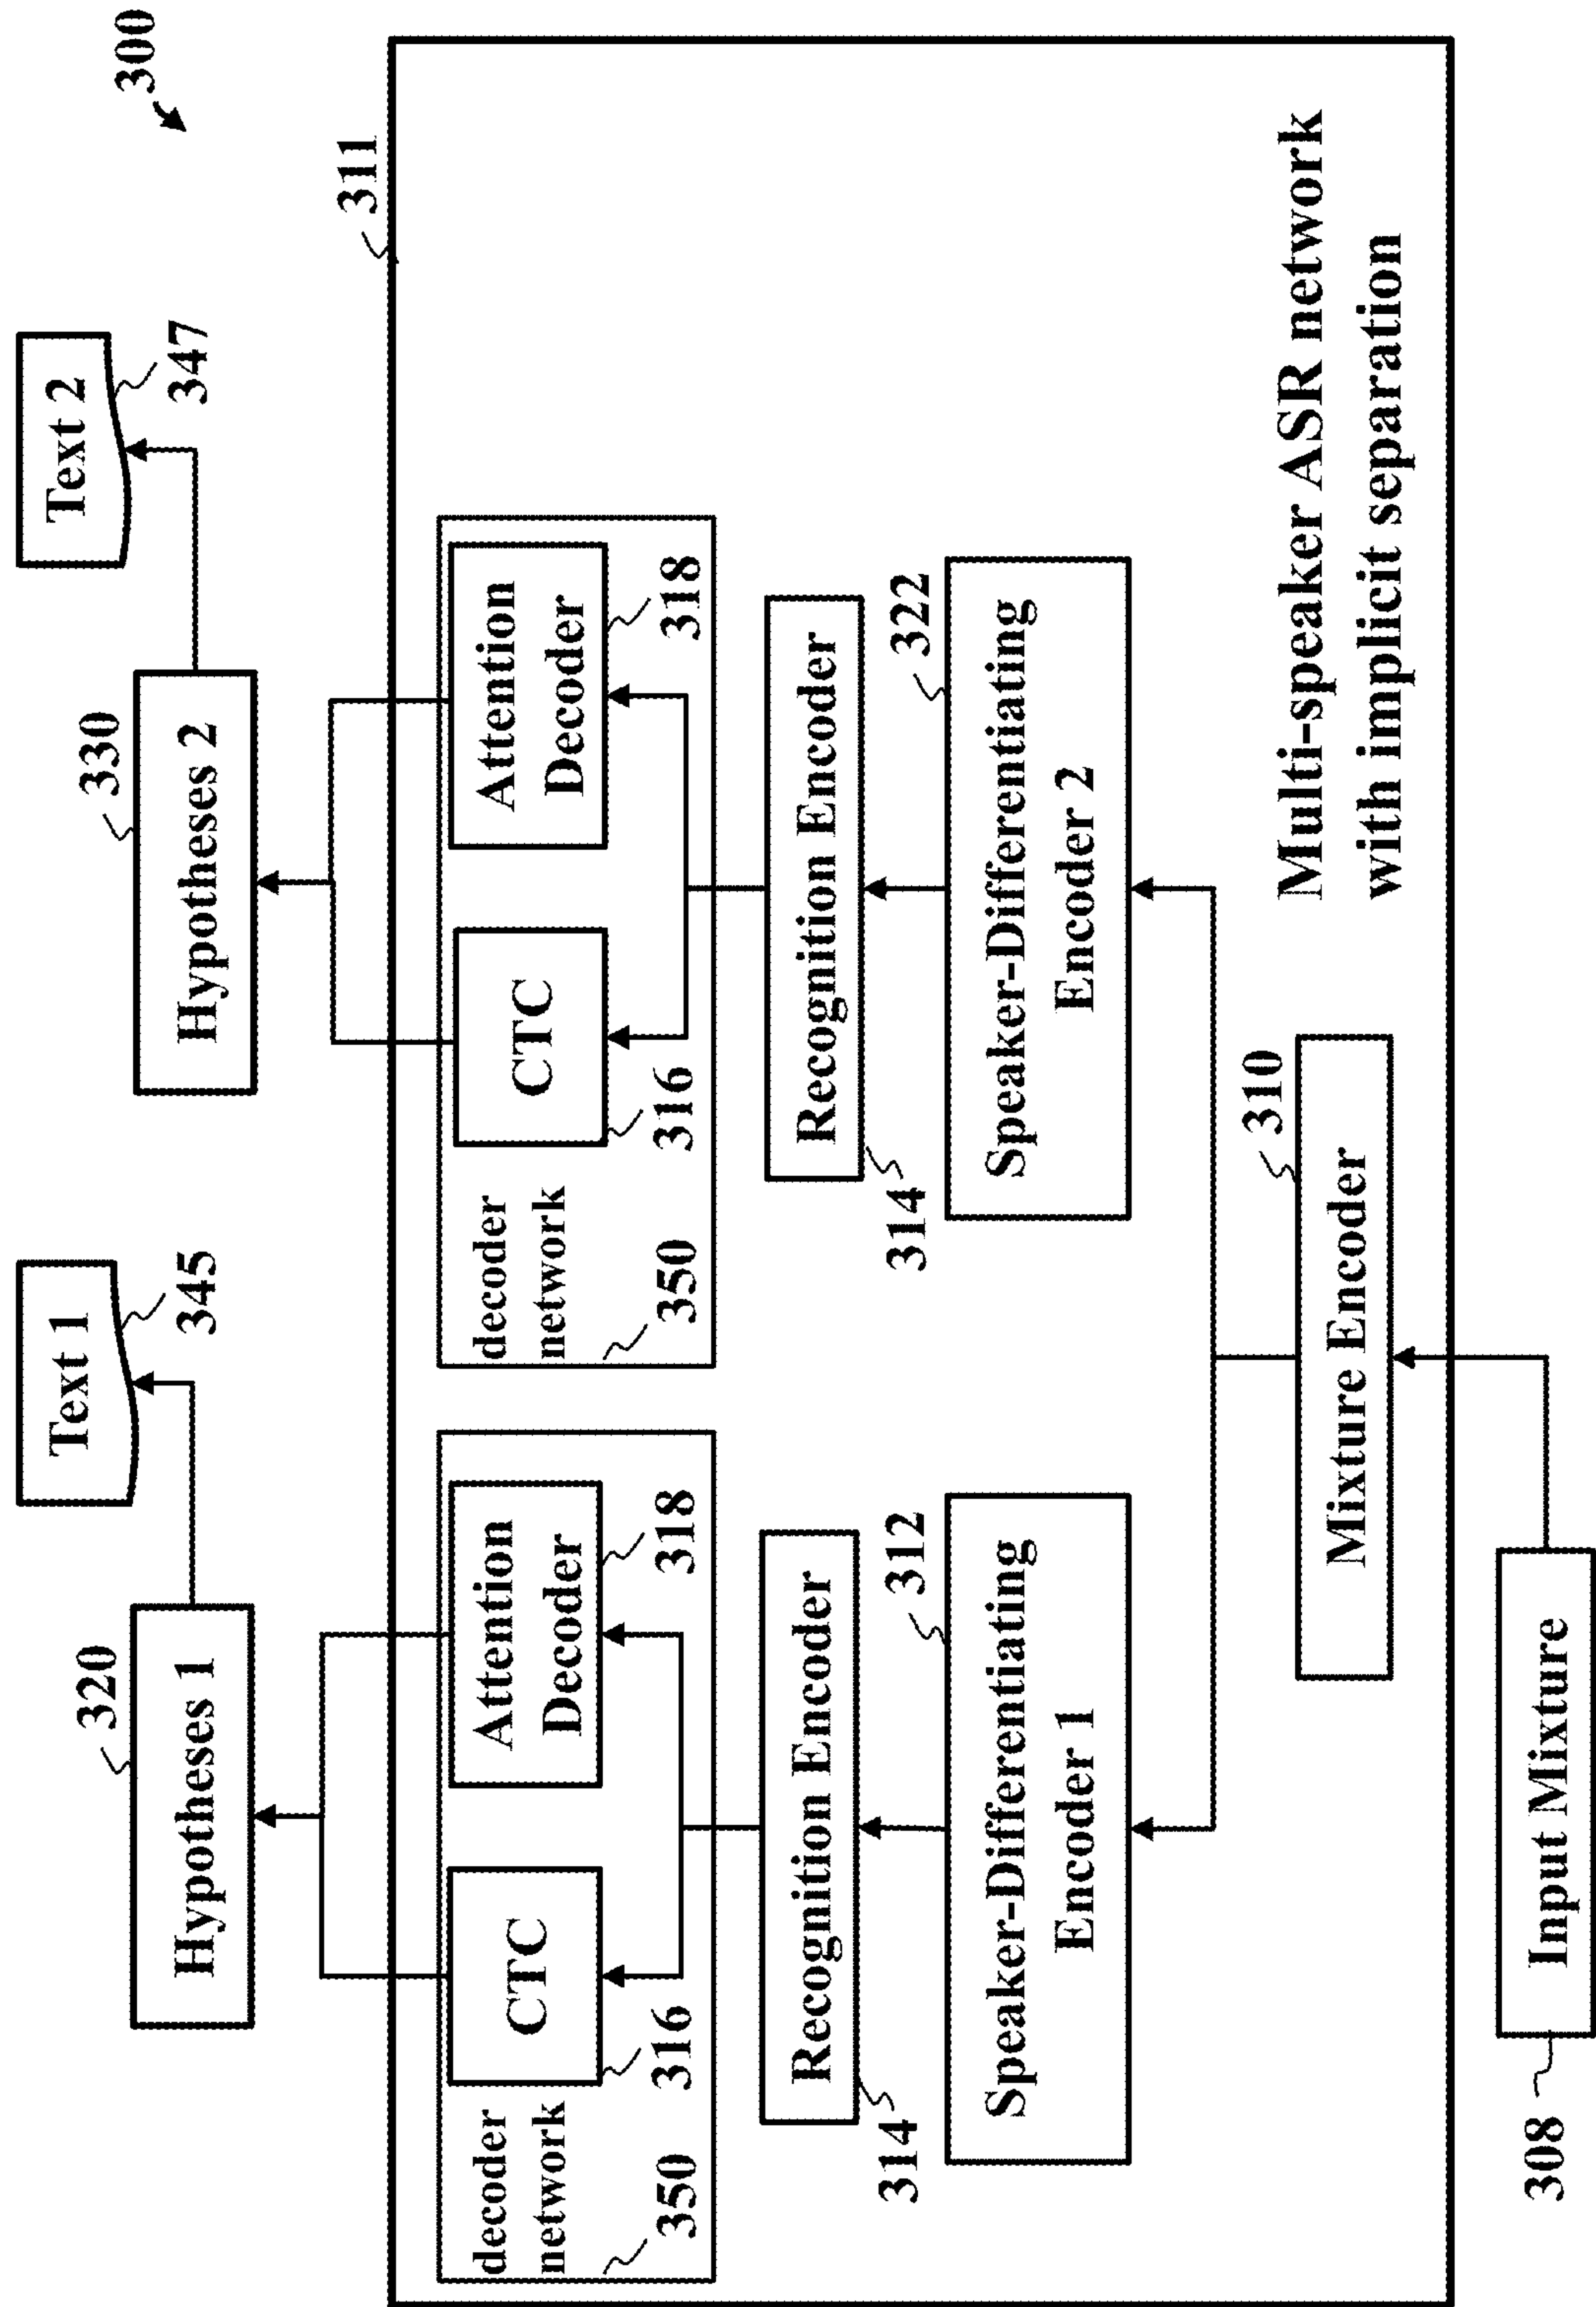 300
311
Text 1
345
Text 2
347
320
Hypotheses 1
330
Hypotheses 2
decoder
network
350
CTC
316
Attention
Decoder
318
decoder
network
350
CTC
316
Attention
Decoder
318
Recognition Encoder
314
Recognition Encoder
314
312
Speaker-Differentiating
Encoder 1
322
Speaker-Differentiating
Encoder 2
310
Mixture Encoder
Multi-speaker ASR network
with implicit separation
308
Input Mixture